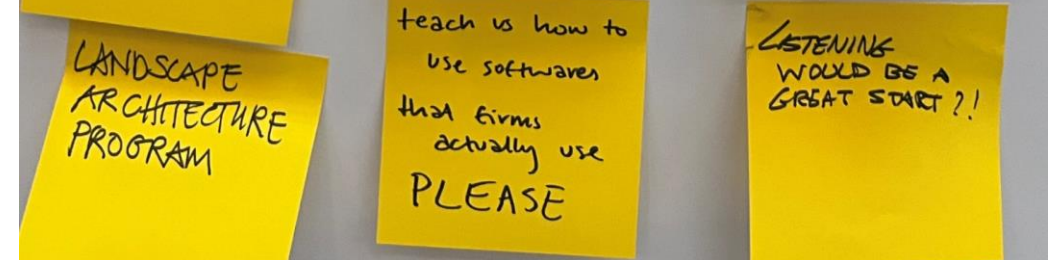 LANDSCAPE
ARCHITECTURE
PROGRAM
teach us how to
use softwares
that firms
actually use
PLEASE
LISTENING
WOULD BE A
GREAT START?!